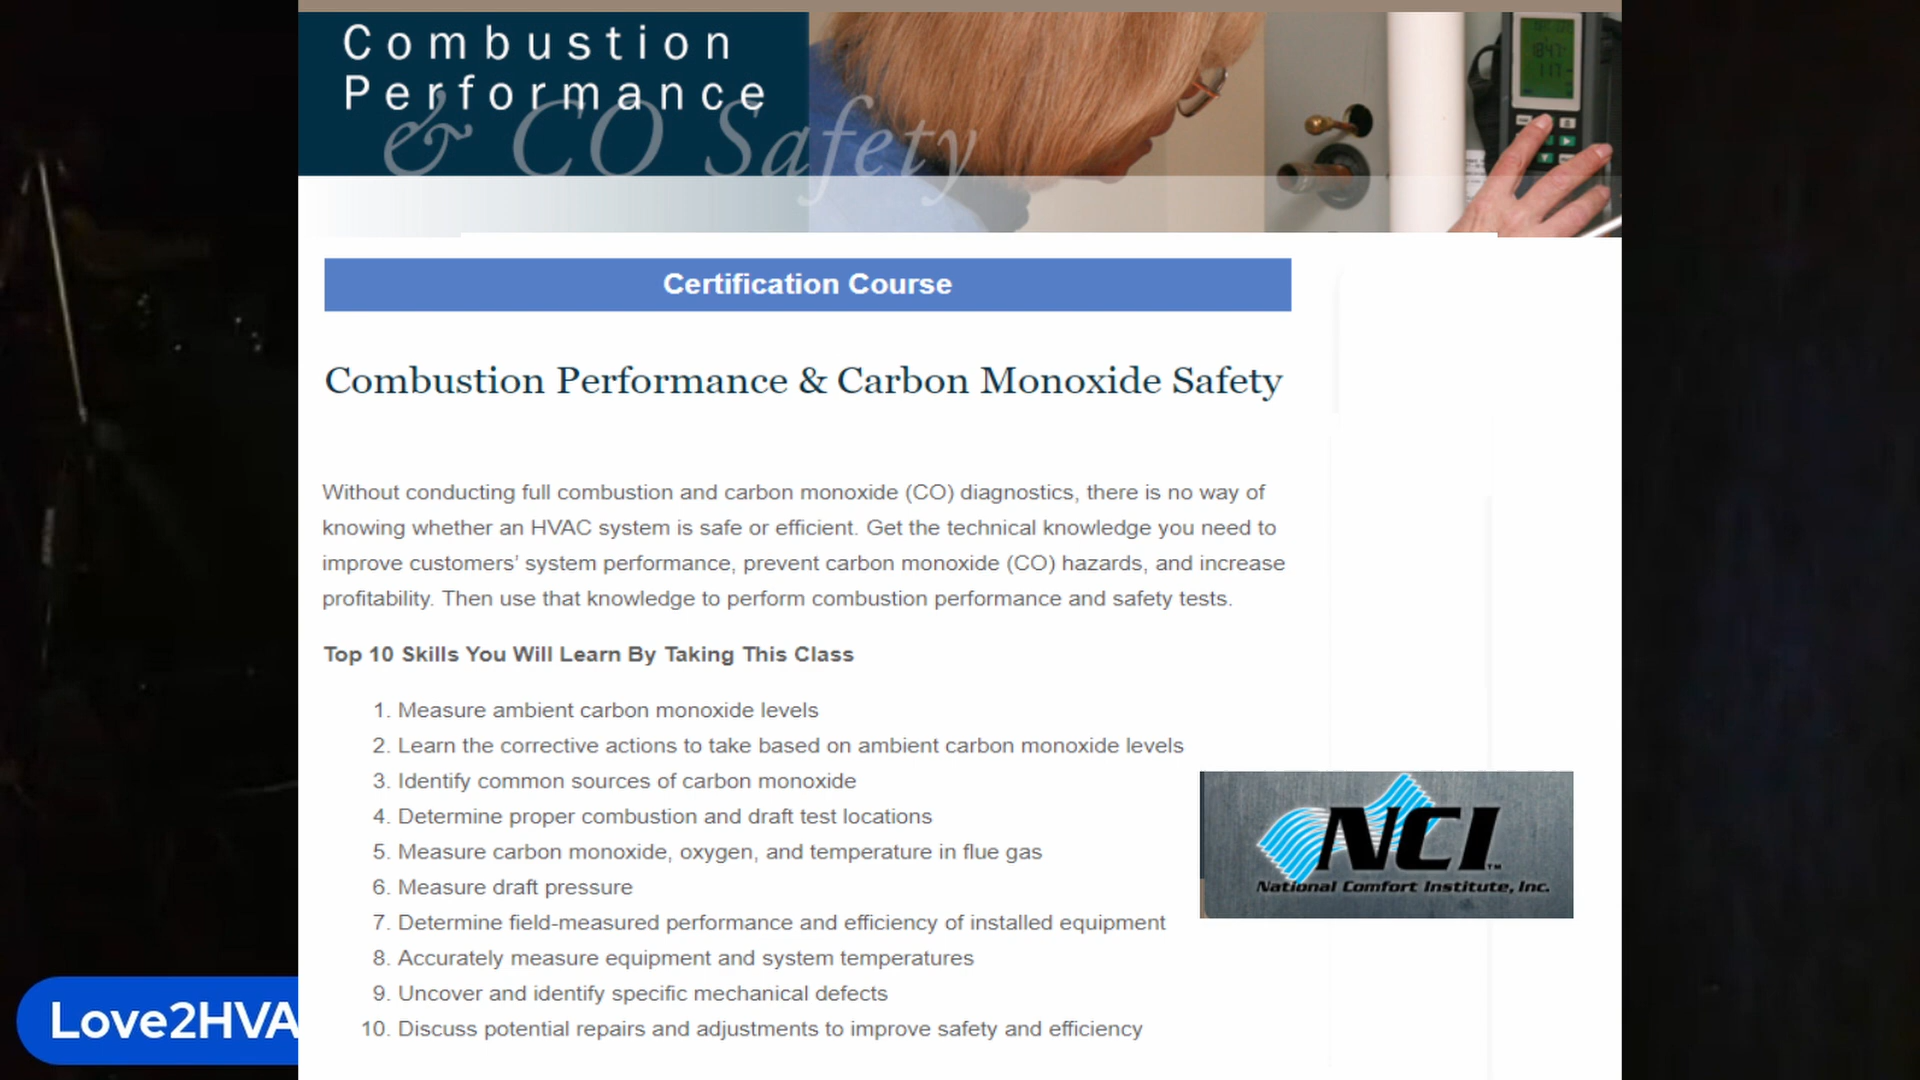 Combustion
Performance
& CO Safety
Certification Course
Combustion Performance & Carbon Monoxide Safety
Without conducting full combustion and carbon monoxide (CO) diagnostics, there is no way of
knowing whether an HVAC system is safe or efficient. Get the technical knowledge you need to
improve customers’ system performance, prevent carbon monoxide (CO) hazards, and increase
profitability. Then use that knowledge to perform combustion performance and safety tests.
Top 10 Skills You Will Learn By Taking This Class
1. Measure ambient carbon monoxide levels
2. Learn the corrective actions to take based on ambient carbon monoxide levels
3. Identify common sources of carbon monoxide
4. Determine proper combustion and draft test locations
5. Measure carbon monoxide, oxygen, and temperature in flue gas
6. Measure draft pressure
7. Determine field-measured performance and efficiency of installed equipment
8. Accurately measure equipment and system temperatures
9. Uncover and identify specific mechanical defects
10. Discuss potential repairs and adjustments to improve safety and efficiency
NCI™
National Comfort Institute, Inc.
Love2HVA